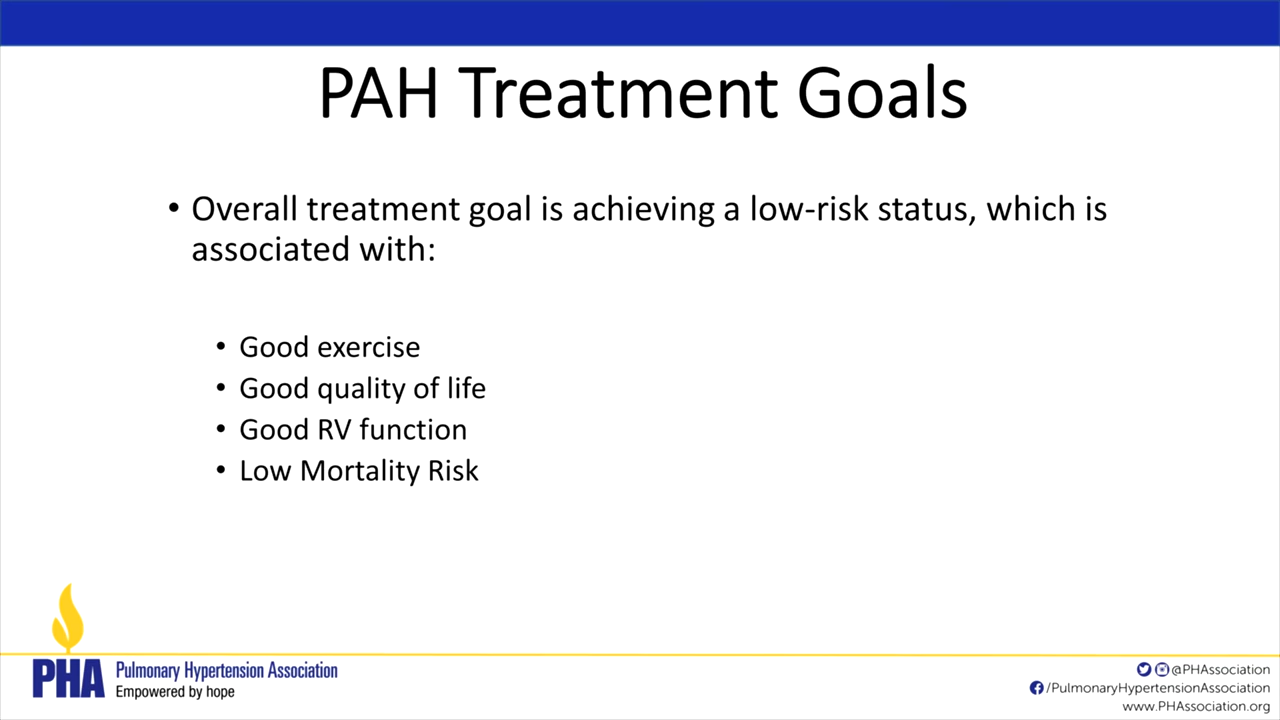 PAH Treatment Goals
• Overall treatment goal is achieving a low-risk status, which is
associated with:
• Good exercise
• Good quality of life
• Good RV function
• Low Mortality Risk
PHA Pulmonary Hypertension Association
Empowered by hope
@PHAssociation
/PulmonaryHypertensionAssociation
www.PHAssociation.org